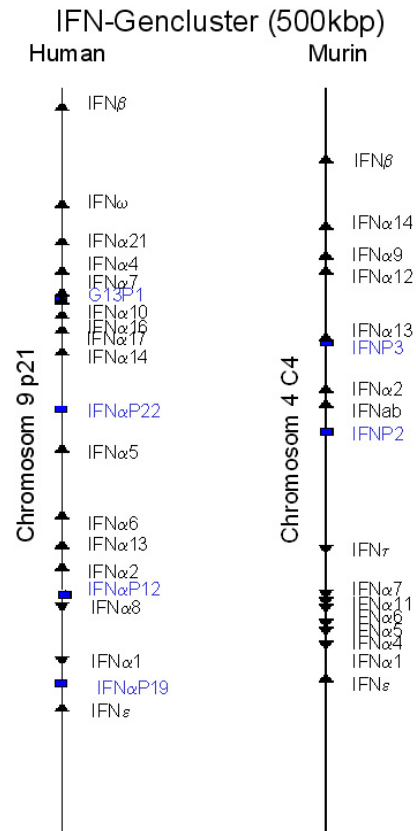 IFN-Gencluster (500kbp)
Human
Murin
Chromosom 9 p21
IFNβ
IFNω
IFNα21
IFNα4
IFNα7
G13P1
IFNα10
IFNα16
IFNα17
IFNα14
IFNαP22
IFNα5
IFNα6
IFNα13
IFNα2
IFNαP12
IFNα8
IFNα1
IFNαP19
IFNε
Chromosom 4 C4
IFNβ
IFNα14
IFNα9
IFNα12
IFNα13
IFNP3
IFNα2
IFNab
IFNP2
IFNτ
IFNα7
IFNα11
IFNα6
IFNα5
IFNα4
IFNα1
IFNε